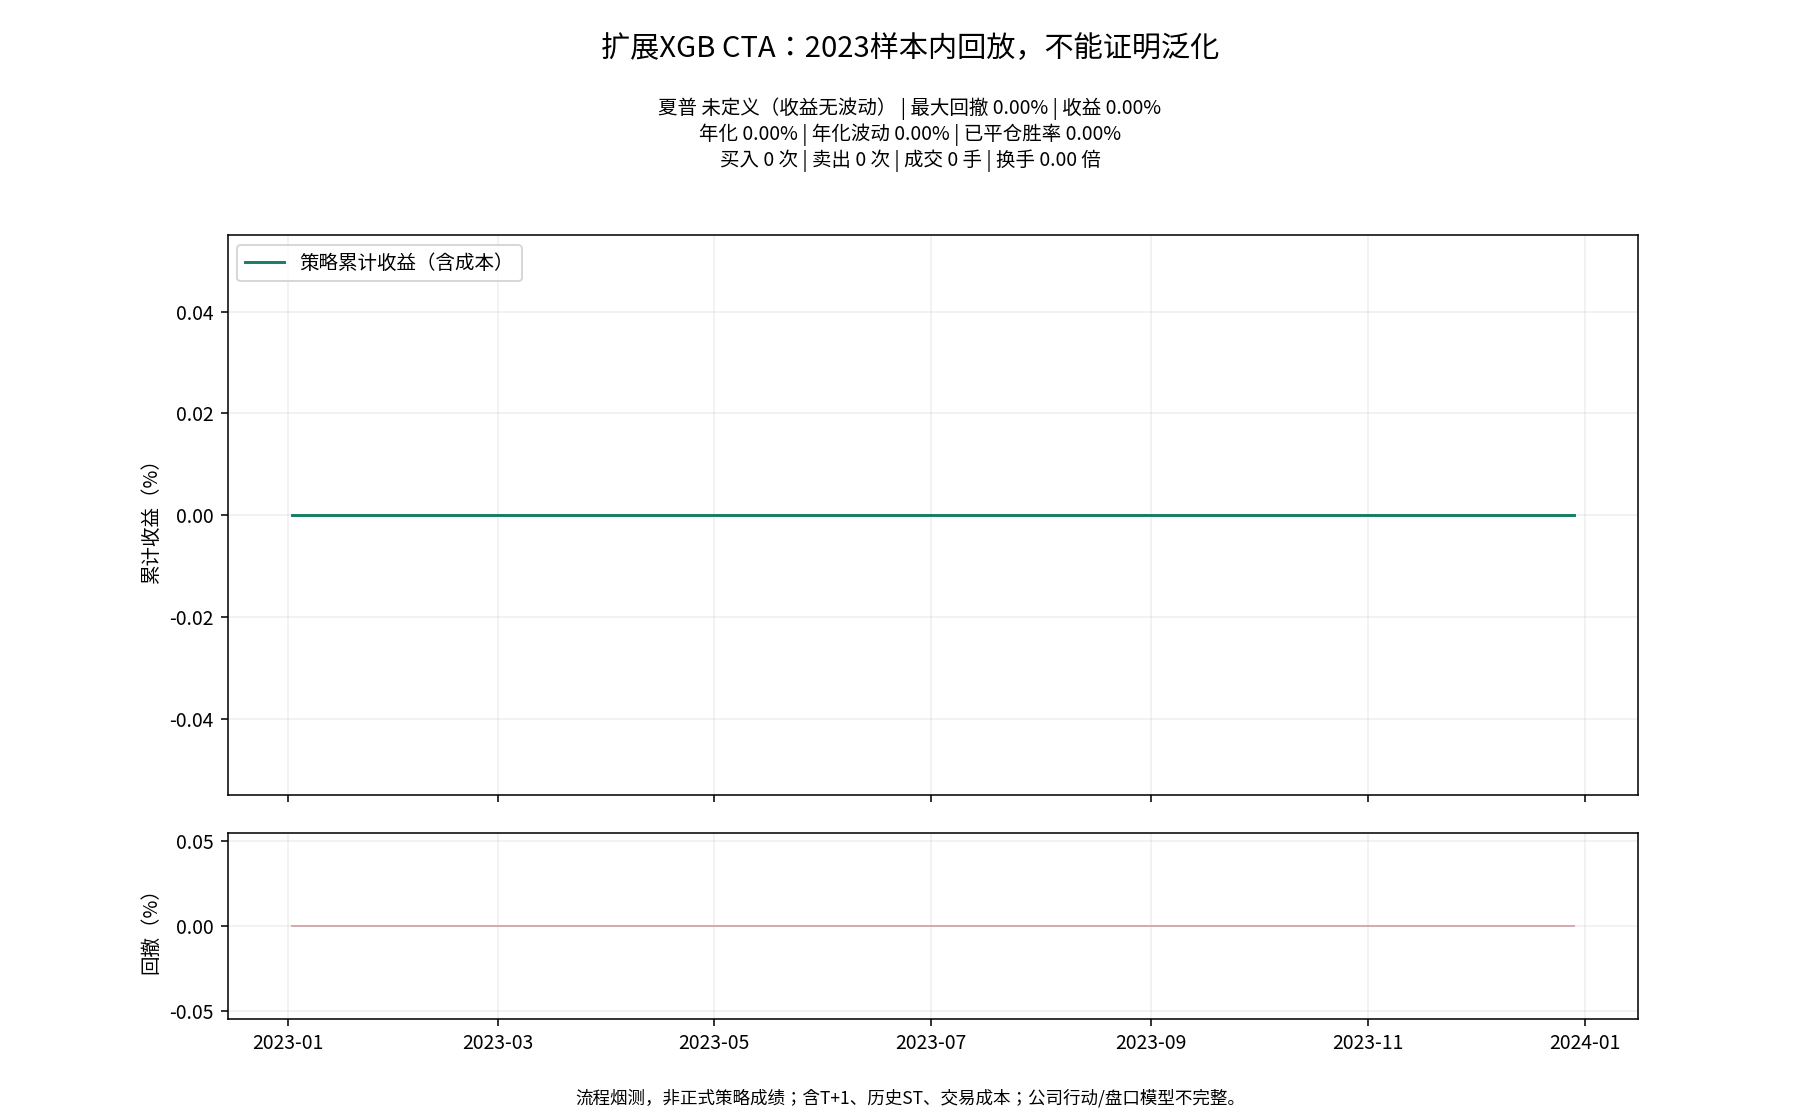 扩展XGB CTA：2023样本内回放，不能证明泛化
夏普 未定义（收益无波动） | 最大回撤 0.00% | 收益 0.00%
年化 0.00% | 年化波动 0.00% | 已平仓胜率 0.00%
买入 0 次 | 卖出 0 次 | 成交 0 手 | 换手 0.00 倍
策略累计收益（含成本）
累计收益（%）
0.04
0.02
0.00
-0.02
-0.04
回撤（%）
0.05
0.00
-0.05
2023-01 2023-03 2023-05 2023-07 2023-09 2023-11 2024-01
流程烟测，非正式策略成绩；含T+1、历史ST、交易成本；公司行动/盘口模型不完整。